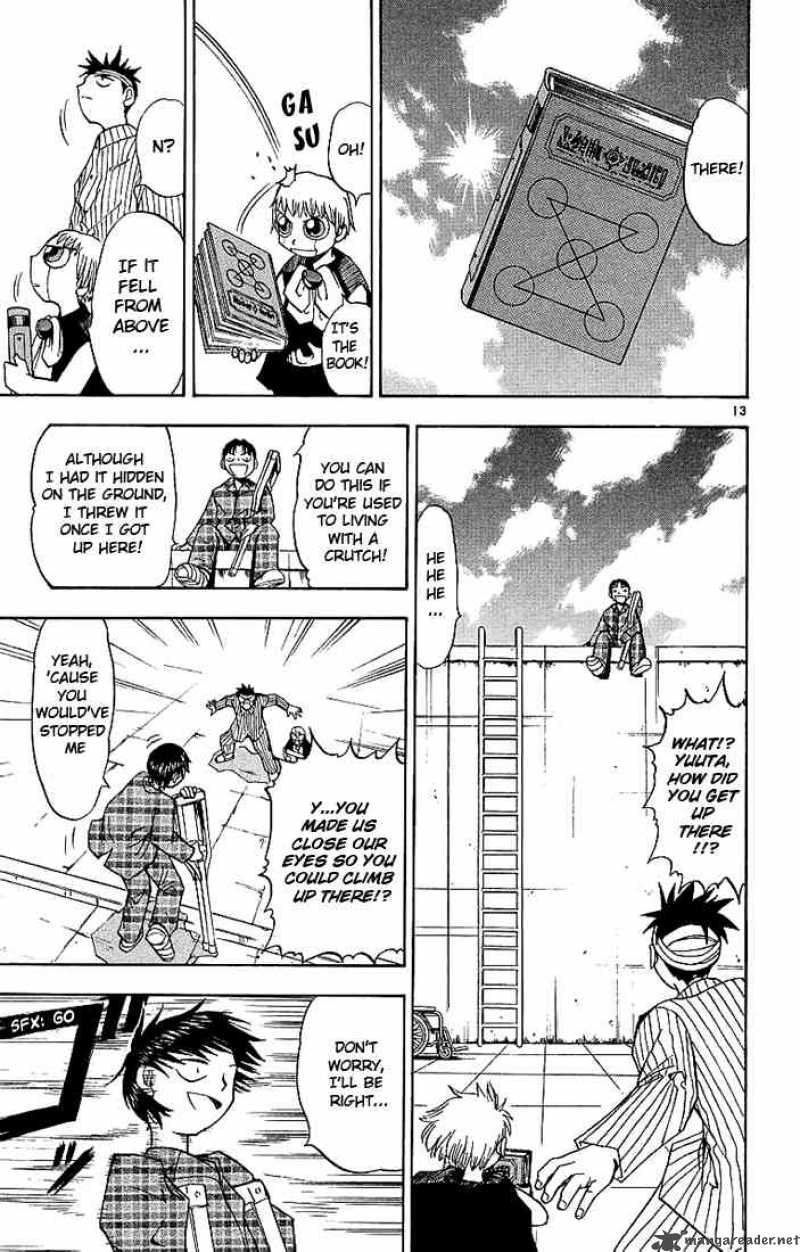 THERE!
OH!
GA
SU
IT'S
THE
BOOK!
N?
IF IT
FELL
FROM
ABOVE
...
13
HE
HE
HE
...
WHAT!?
YUUTA,
HOW DID
YOU GET
UP
THERE
!!?
YOU CAN
DO THIS IF
YOU'RE USED
TO LIVING
WITH A
CRUTCH!
ALTHOUGH
I HAD IT HIDDEN
ON THE GROUND,
I THREW IT
ONCE I GOT
UP HERE!
Y...YOU
MADE US
CLOSE OUR
EYES SO YOU
COULD CLIMB
UP THERE!?
YEAH,
'CAUSE
YOU
WOULD'VE
STOPPED
ME
DON'T
WORRY,
I'LL BE
RIGHT...
SFX: GO
mangareader.net